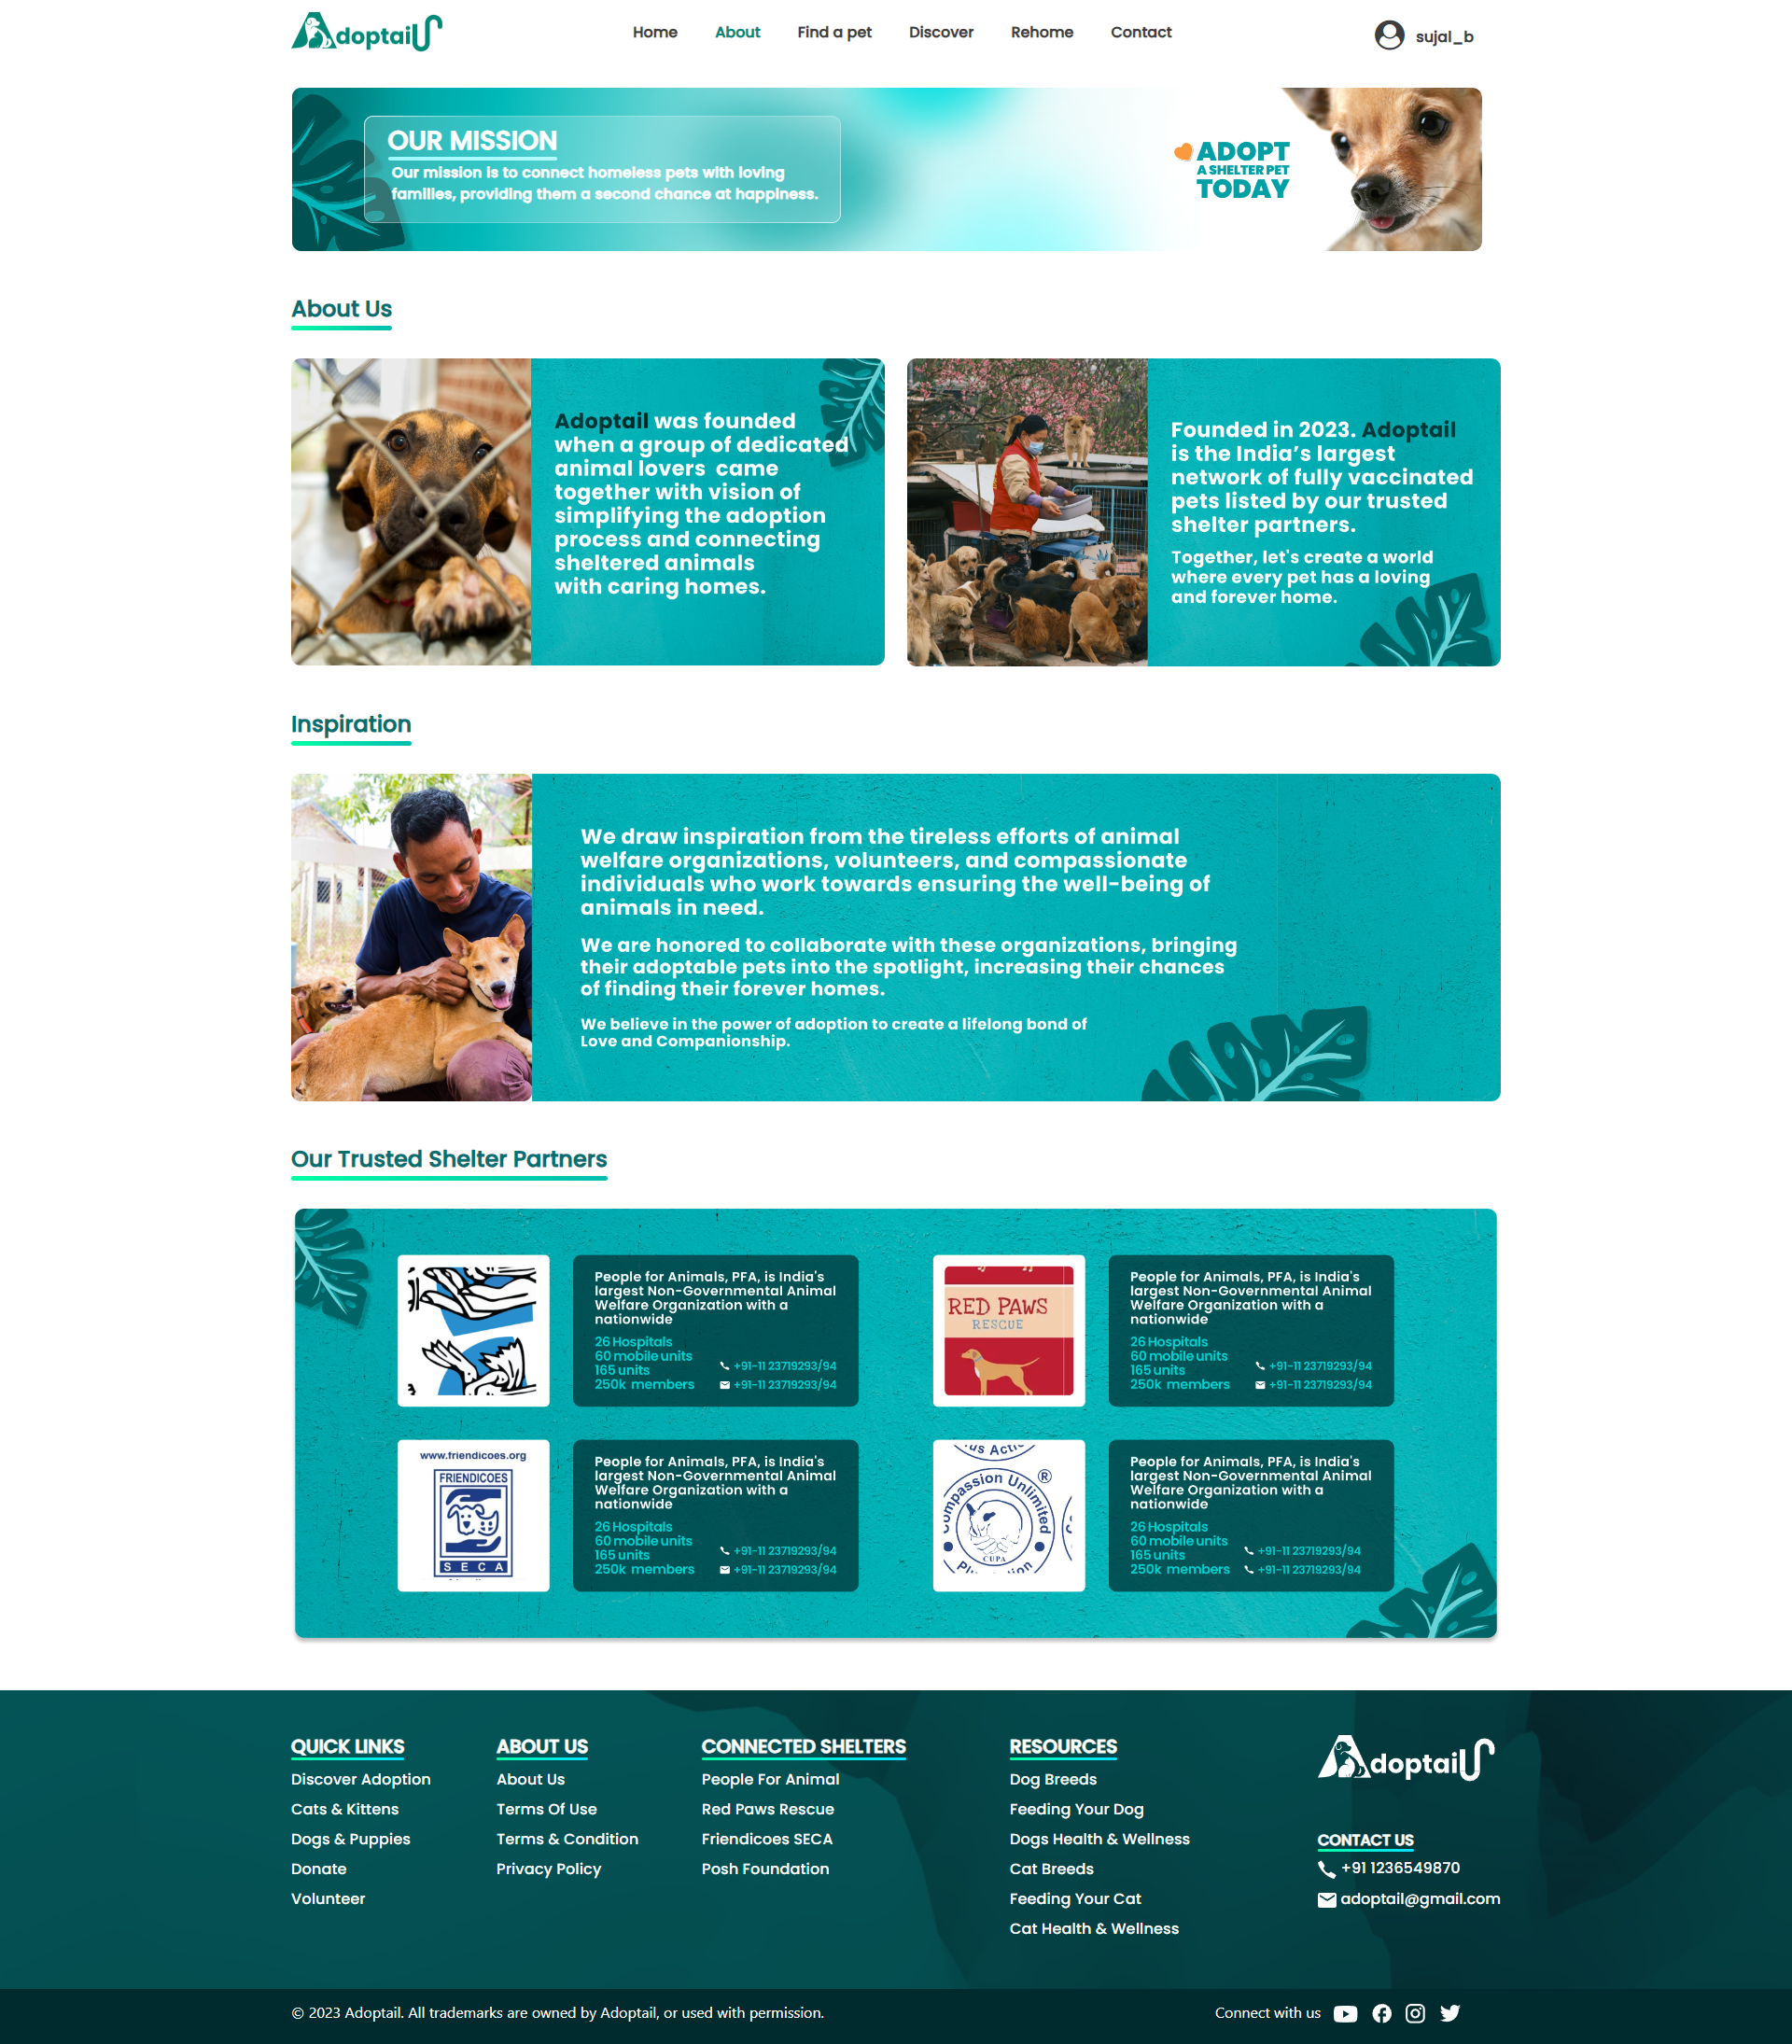 Adoptail
Home
About
Find a pet
Discover
Rehome
Contact
sujal_b
OUR MISSION
Our mission is to connect homeless pets with loving
families, providing them a second chance at happiness.
ADOPT
A SHELTER PET
TODAY
About Us
Adoptail was founded
when a group of dedicated
animal lovers came
together with vision of
simplifying the adoption
process and connecting
sheltered animals
with caring homes.
Founded in 2023. Adoptail
is the India’s largest
network of fully vaccinated
pets listed by our trusted
shelter partners.
Together, let's create a world
where every pet has a loving
and forever home.
Inspiration
We draw inspiration from the tireless efforts of animal
welfare organizations, volunteers, and compassionate
individuals who work towards ensuring the well-being of
animals in need.
We are honored to collaborate with these organizations, bringing
their adoptable pets into the spotlight, increasing their chances
of finding their forever homes.
We believe in the power of adoption to create a lifelong bond of
Love and Companionship.
Our Trusted Shelter Partners
People for Animals, PFA, is India's
largest Non-Governmental Animal
Welfare Organization with a
nationwide
26 Hospitals
60 mobile units
165 units
250k members
+91-11 23719293/94
+91-11 23719293/94
RED PAWS
RESCUE
People for Animals, PFA, is India's
largest Non-Governmental Animal
Welfare Organization with a
nationwide
26 Hospitals
60 mobile units
165 units
250k members
+91-11 23719293/94
+91-11 23719293/94
www.friendicoes.org
FRIENDICOES
SECA
People for Animals, PFA, is India's
largest Non-Governmental Animal
Welfare Organization with a
nationwide
26 Hospitals
60 mobile units
165 units
250k members
+91-11 23719293/94
+91-11 23719293/94
ompassion Unlimited
®
CUPA
People for Animals, PFA, is India's
largest Non-Governmental Animal
Welfare Organization with a
nationwide
26 Hospitals
60 mobile units
165 units
250k members
+91-11 23719293/94
+91-11 23719293/94
QUICK LINKS
Discover Adoption
Cats & Kittens
Dogs & Puppies
Donate
Volunteer
ABOUT US
About Us
Terms Of Use
Terms & Condition
Privacy Policy
CONNECTED SHELTERS
People For Animal
Red Paws Rescue
Friendicoes SECA
Posh Foundation
RESOURCES
Dog Breeds
Feeding Your Dog
Dogs Health & Wellness
Cat Breeds
Feeding Your Cat
Cat Health & Wellness
Adoptail
CONTACT US
+91 1236549870
adoptail@gmail.com
© 2023 Adoptail. All trademarks are owned by Adoptail, or used with permission.
Connect with us